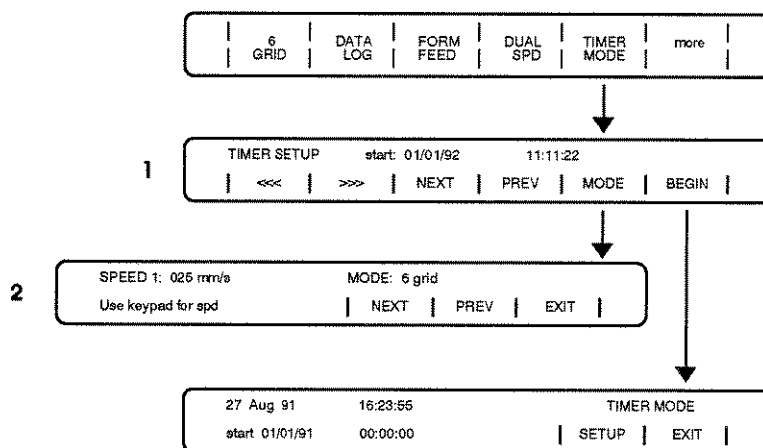 6 DATA FORM DUAL TIMER more
GRID LOG FEED SPD MODE
1
TIMER SETUP start: 01/01/92 11:11:22
<<< >>> NEXT PREV MODE BEGIN
2
SPEED 1: 025 mm/s MODE: 6 grid
Use keypad for spd NEXT PREV EXIT
27 Aug 91 16:23:55 TIMER MODE
start 01/01/91 00:00:00 SETUP EXIT